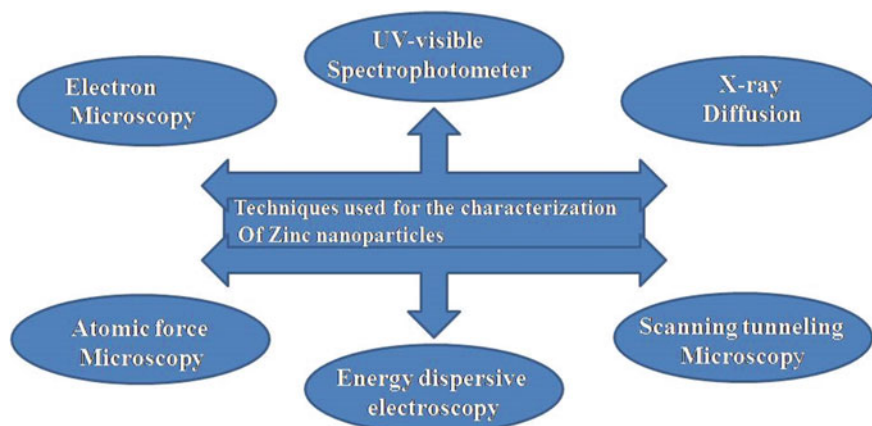 UV-visible
Spectrophotometer
Electron
Microscopy
X-ray
Diffusion
Techniques used for the characterization
Of Zinc nanoparticles
Atomic force
Microscopy
Scanning tunneling
Microscopy
Energy dispersive
electroscopy